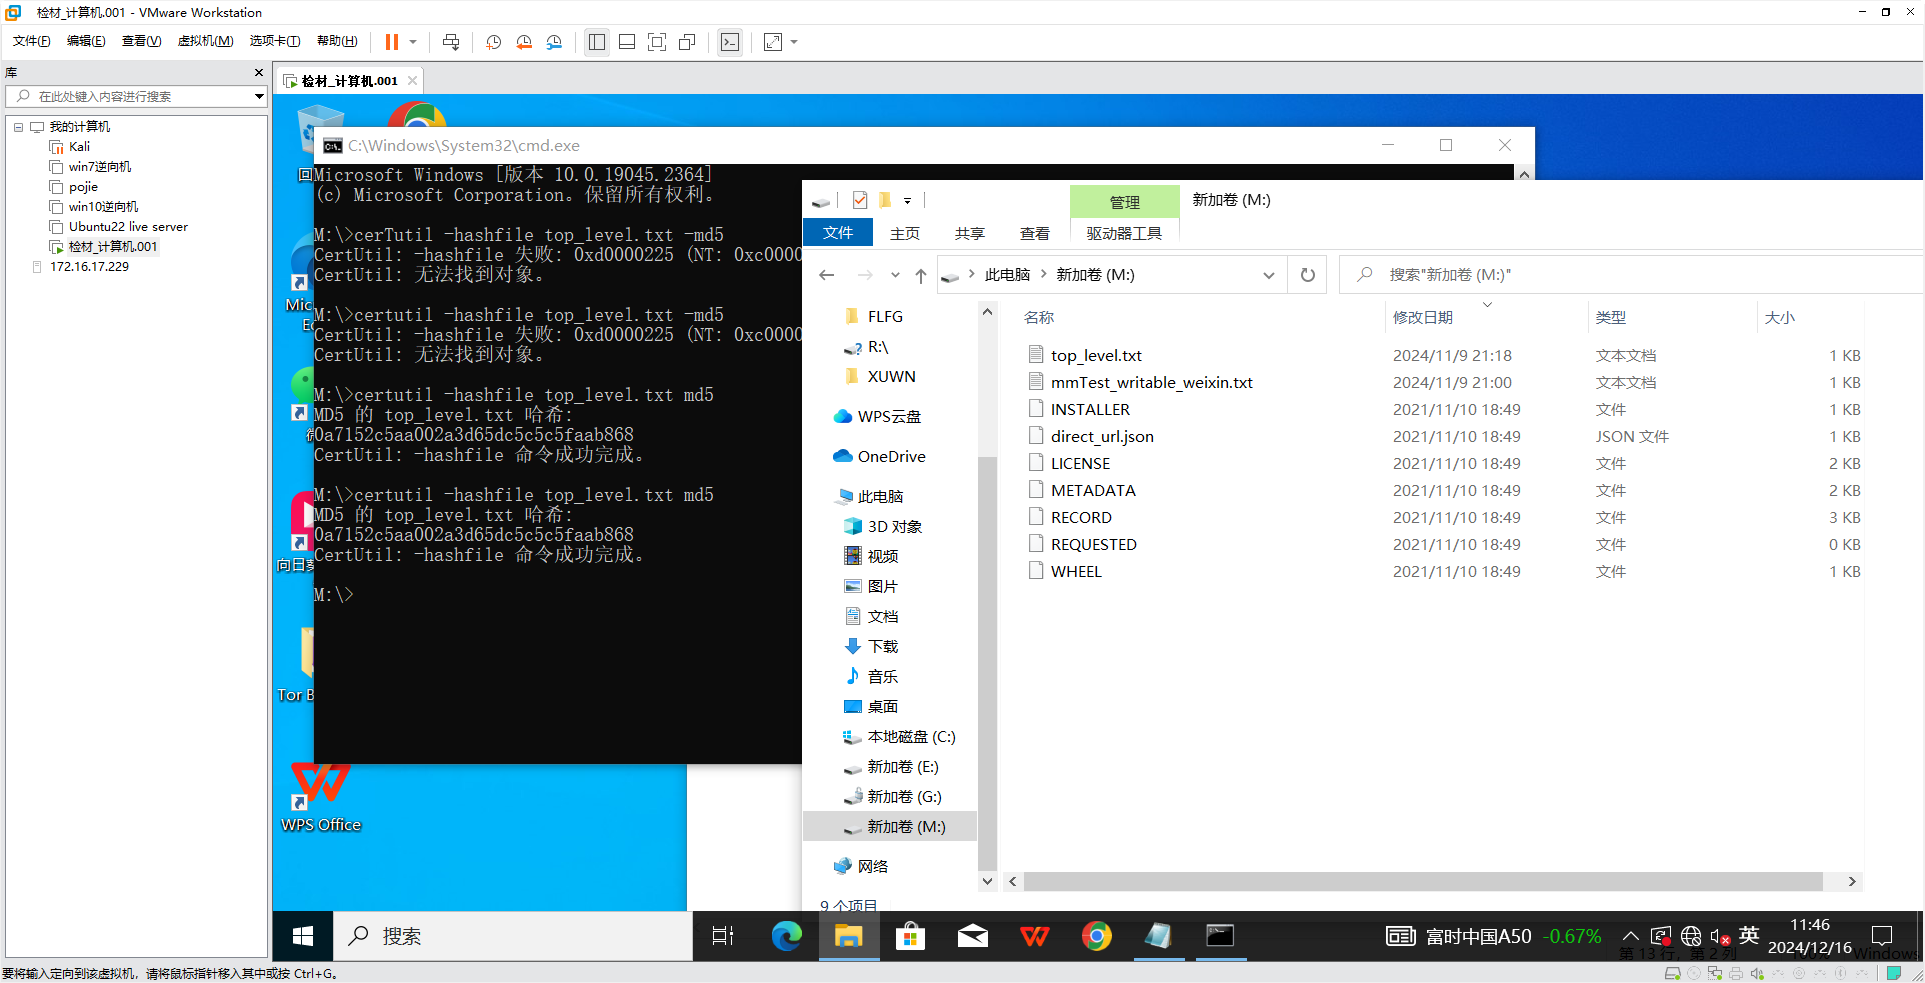 检材_计算机.001 - VMware Workstation
文件(F) 编辑(E) 查看(V) 虚拟机(M) 选项卡(T) 帮助(H)
库
在此处键入内容进行搜索
我的计算机
Kali
win7逆向机
pojie
win10逆向机
Ubuntu22 live server
检材_计算机.001
172.16.17.229
检材_计算机.001
回
Mic
Ec
微
向日葵
Tor B
WPS Office
C:\Windows\System32\cmd.exe
Microsoft Windows [版本 10.0.19045.2364]
(c) Microsoft Corporation。保留所有权利。
M:\>cerTutil -hashfile top_level.txt -md5
CertUtil: -hashfile 失败: 0xd0000225 (NT: 0xc0000
CertUtil: 无法找到对象。
M:\>certutil -hashfile top_level.txt -md5
CertUtil: -hashfile 失败: 0xd0000225 (NT: 0xc0000
CertUtil: 无法找到对象。
M:\>certutil -hashfile top_level.txt md5
MD5 的 top_level.txt 哈希:
0a7152c5aa002a3d65dc5c5c5faab868
CertUtil: -hashfile 命令成功完成。
M:\>certutil -hashfile top_level.txt md5
MD5 的 top_level.txt 哈希:
0a7152c5aa002a3d65dc5c5c5faab868
CertUtil: -hashfile 命令成功完成。
M:\>
管理 新加卷 (M:)
文件 主页 共享 查看 驱动器工具
此电脑 新加卷 (M:)
搜索"新加卷 (M:)"
FLFG
R:\
XUWN
WPS云盘
OneDrive
此电脑
3D 对象
视频
图片
文档
下载
音乐
桌面
本地磁盘 (C:)
新加卷 (E:)
新加卷 (G:)
新加卷 (M:)
网络
名称 修改日期 类型 大小
top_level.txt 2024/11/9 21:18 文本文档 1 KB
mmTest_writable_weixin.txt 2024/11/9 21:00 文本文档 1 KB
INSTALLER 2021/11/10 18:49 文件 1 KB
direct_url.json 2021/11/10 18:49 JSON 文件 1 KB
LICENSE 2021/11/10 18:49 文件 2 KB
METADATA 2021/11/10 18:49 文件 2 KB
RECORD 2021/11/10 18:49 文件 3 KB
REQUESTED 2021/11/10 18:49 文件 0 KB
WHEEL 2021/11/10 18:49 文件 1 KB
9 个项目
搜索
富时中国A50 -0.67%
英
11:46
2024/12/16
第 13 行，第 2 列 100% Windows
要将输入定向到该虚拟机，请将鼠标指针移入其中或按 Ctrl+G。